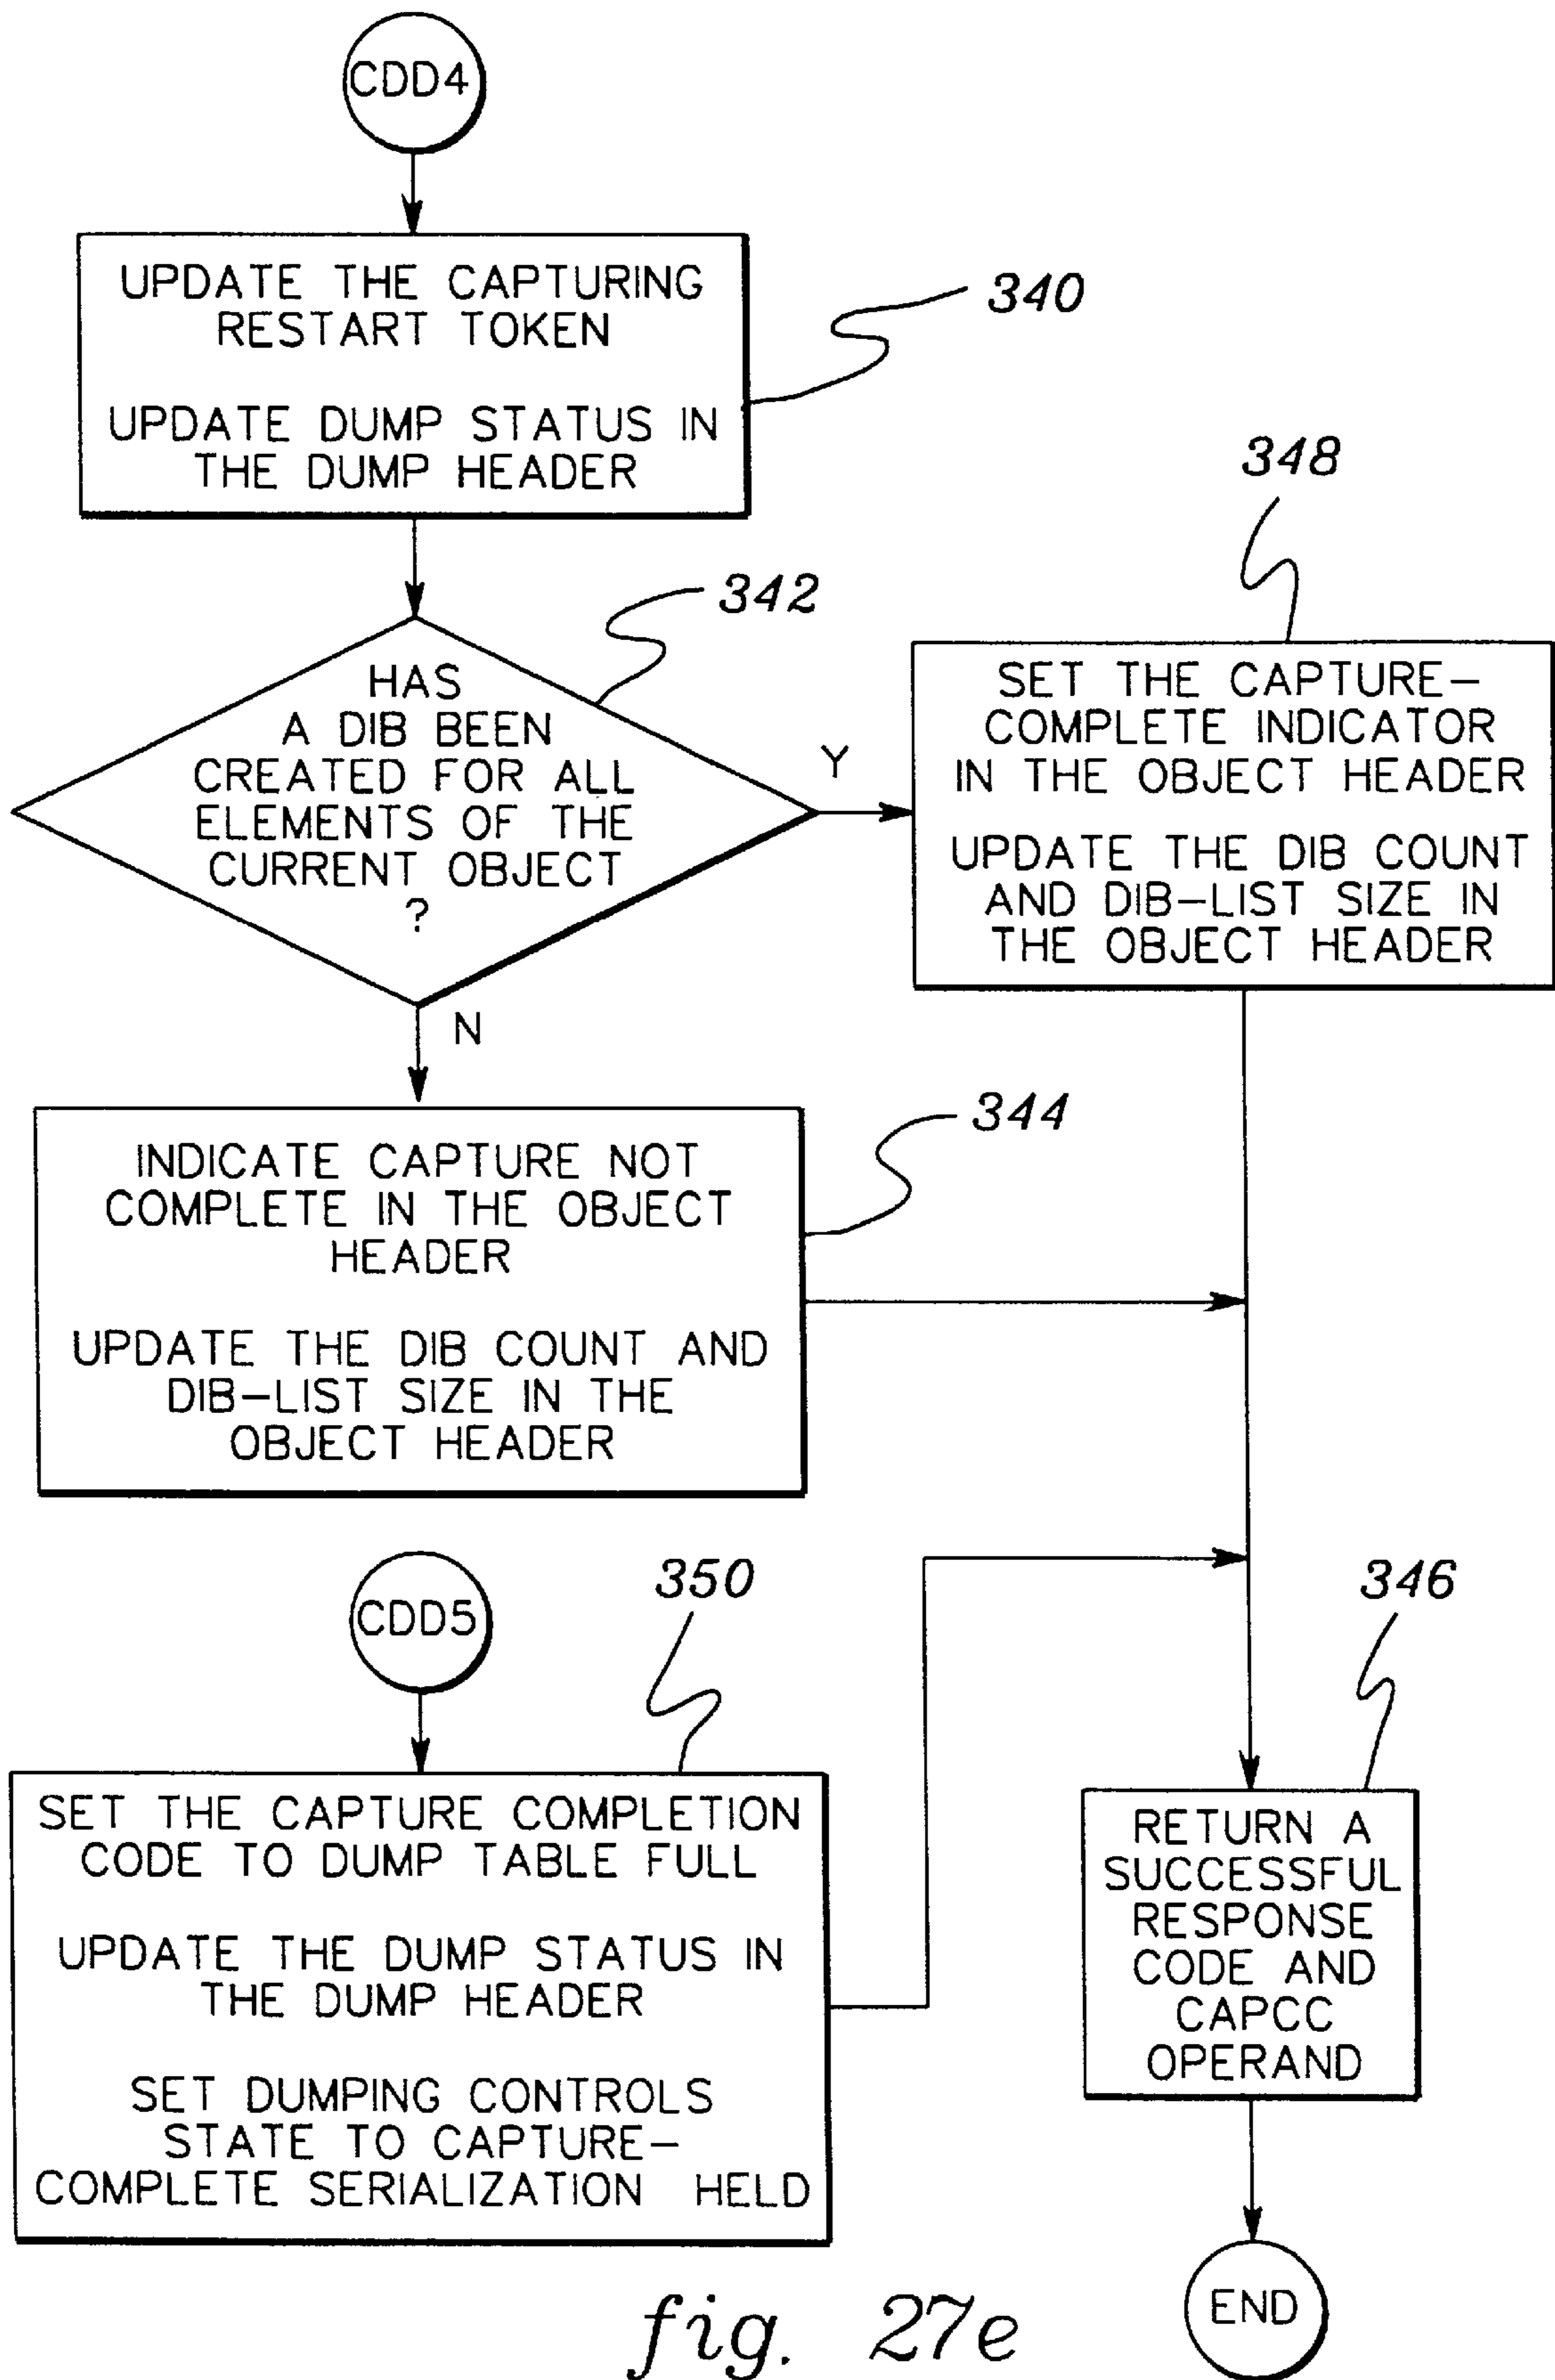 CDD4
UPDATE THE CAPTURING
RESTART TOKEN
UPDATE DUMP STATUS IN
THE DUMP HEADER
340
342
HAS
A DIB BEEN
CREATED FOR ALL
ELEMENTS OF THE
CURRENT OBJECT
?
Y
N
348
SET THE CAPTURE-
COMPLETE INDICATOR
IN THE OBJECT HEADER
UPDATE THE DIB COUNT
AND DIB-LIST SIZE IN
THE OBJECT HEADER
344
INDICATE CAPTURE NOT
COMPLETE IN THE OBJECT
HEADER
UPDATE THE DIB COUNT AND
DIB-LIST SIZE IN THE
OBJECT HEADER
CDD5
350
SET THE CAPTURE COMPLETION
CODE TO DUMP TABLE FULL
UPDATE THE DUMP STATUS IN
THE DUMP HEADER
SET DUMPING CONTROLS
STATE TO CAPTURE-
COMPLETE SERIALIZATION HELD
346
RETURN A
SUCCESSFUL
RESPONSE
CODE AND
CAPCC
OPERAND
END
fig. 27e